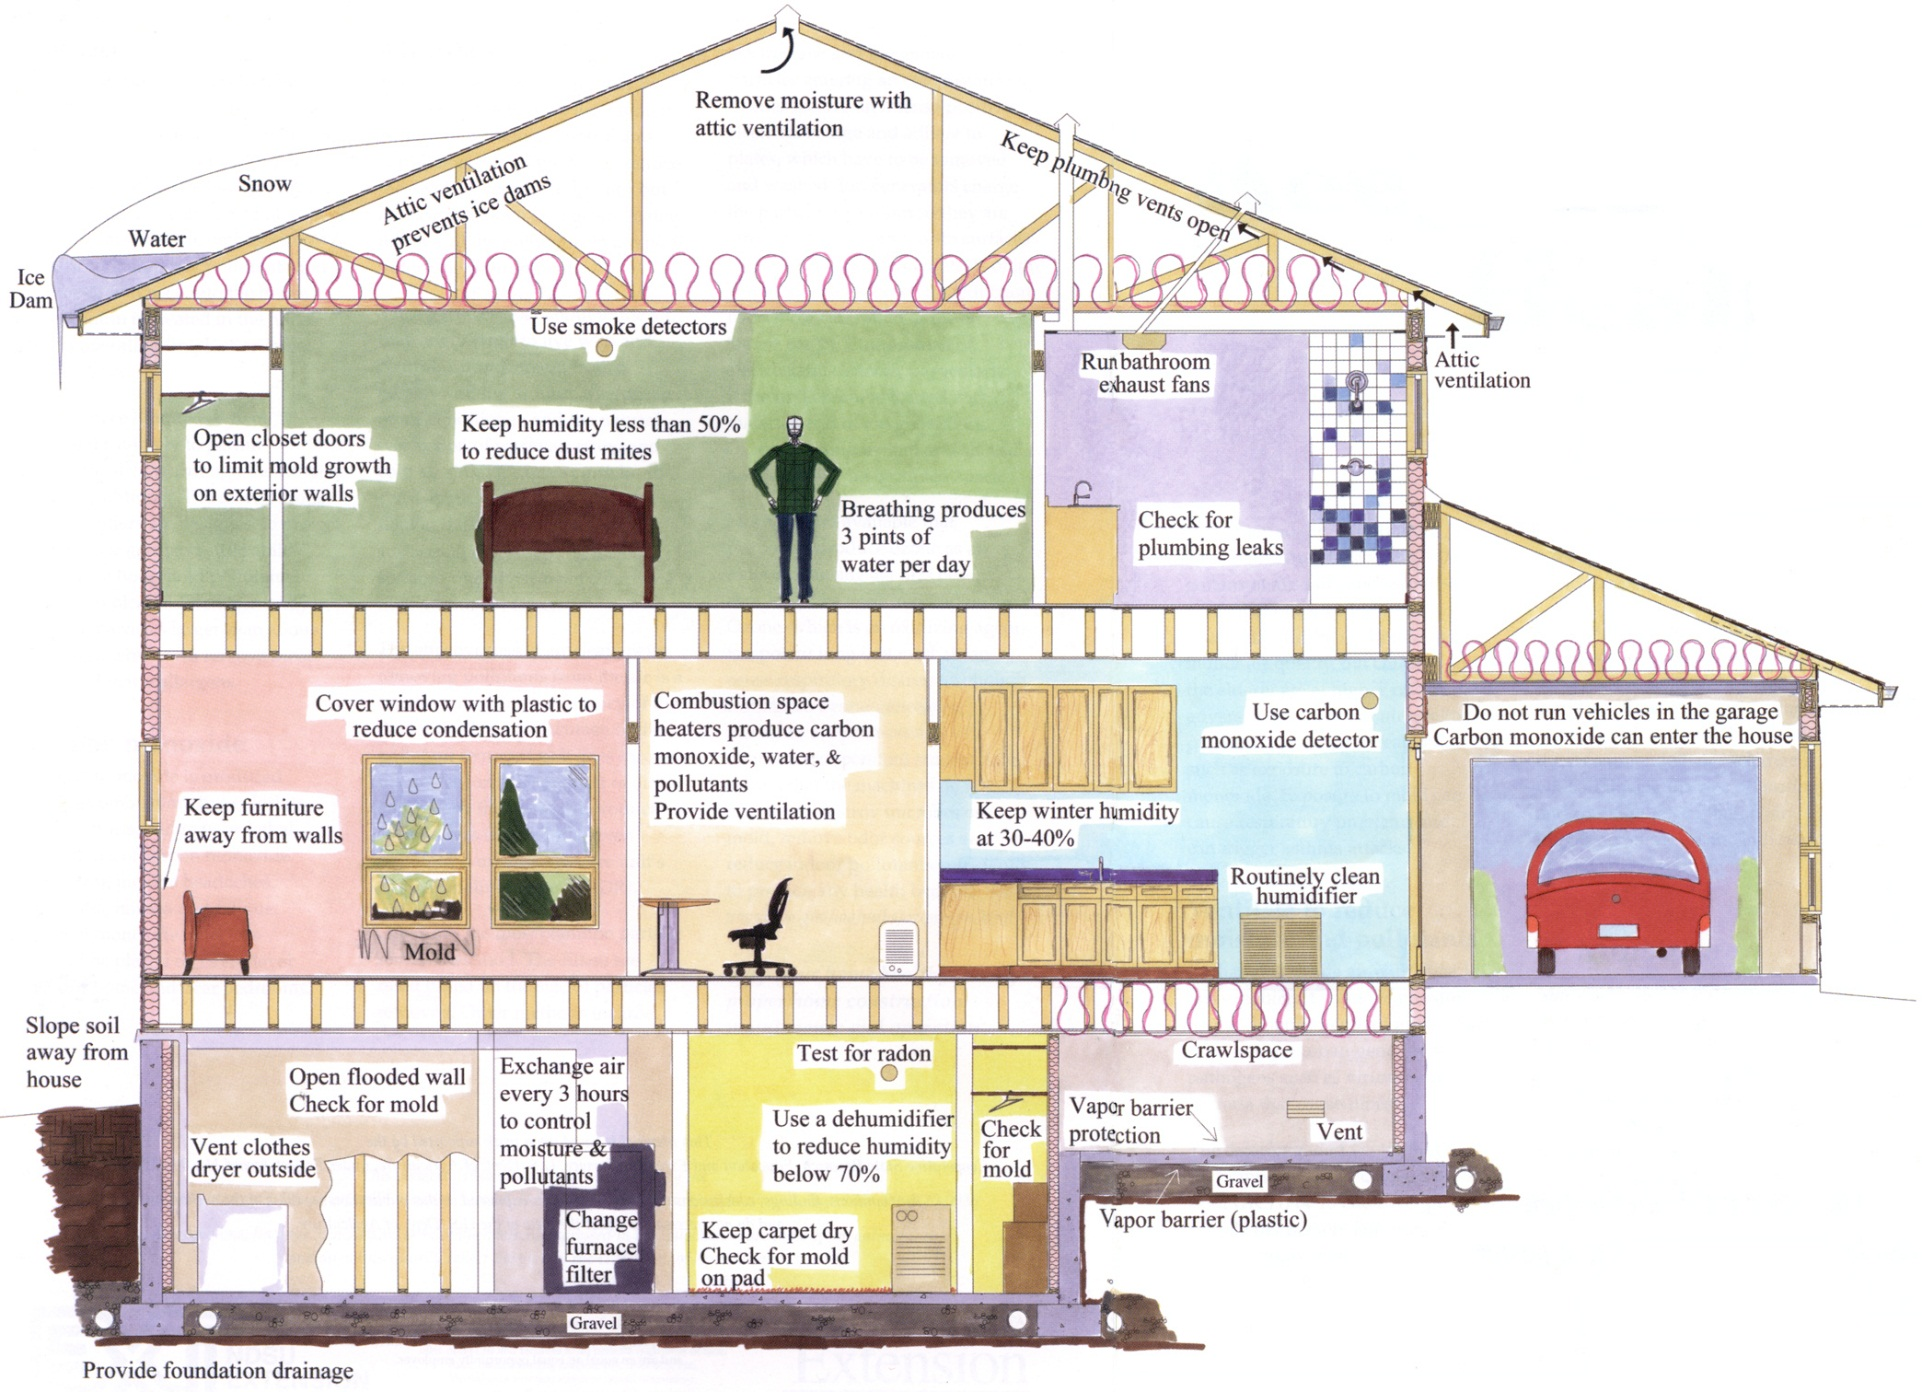 Remove moisture with
attic ventilation
Keep plumbng vents open
Attic ventilation
prevents ice dams
Snow
Water
Ice
Dam
Attic
ventilation
Use smoke detectors
Run bathroom
exhaust fans
Open closet doors
to limit mold growth
on exterior walls
Keep humidity less than 50%
to reduce dust mites
Breathing produces
3 pints of
water per day
Check for
plumbing leaks
Cover window with plastic to
reduce condensation
Keep furniture
away from walls
Mold
Combustion space
heaters produce carbon
monoxide, water, &
pollutants
Provide ventilation
Use carbon
monoxide detector
Keep winter humidity
at 30-40%
Routinely clean
humidifier
Do not run vehicles in the garage
Carbon monoxide can enter the house
Slope soil
away from
house
Open flooded wall
Check for mold
Vent clothes
dryer outside
Exchange air
every 3 hours
to control
moisture &
pollutants
Change
furnace
filter
Test for radon
Use a dehumidifier
to reduce humidity
below 70%
Keep carpet dry
Check for mold
on pad
Check
for
mold
Crawlspace
Vapor barrier
protection
Vent
Gravel
Vapor barrier (plastic)
Gravel
Provide foundation drainage
Extension